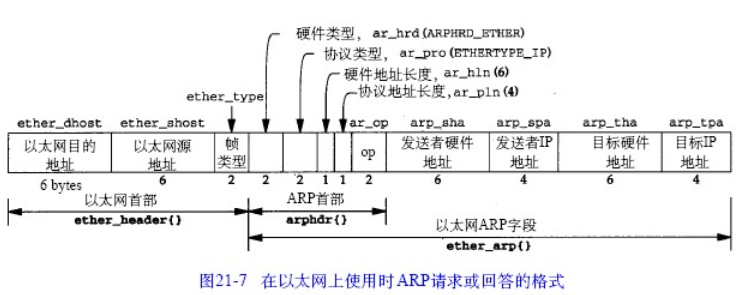 硬件类型，ar_hrd(ARPHRD_ETHER)
协议类型，ar_pro(ETHERTYPE_IP)
硬件地址长度，ar_hln(6)
协议地址长度，ar_pln(4)
ether_type
ether_dhost ether_shost ar_op arp_sha arp_spa arp_tha arp_tpa
以太网目的地址 以太网源地址 帧类型 op 发送者硬件地址 发送者IP地址 目标硬件地址 目标IP地址
6 bytes 6 2 2 2 1 1 2 6 4 6 4
以太网首部 ARP首部
ether_header{} arphdr{}
以太网ARP字段
ether_arp{}
图21-7 在以太网上使用时ARP请求或回答的格式